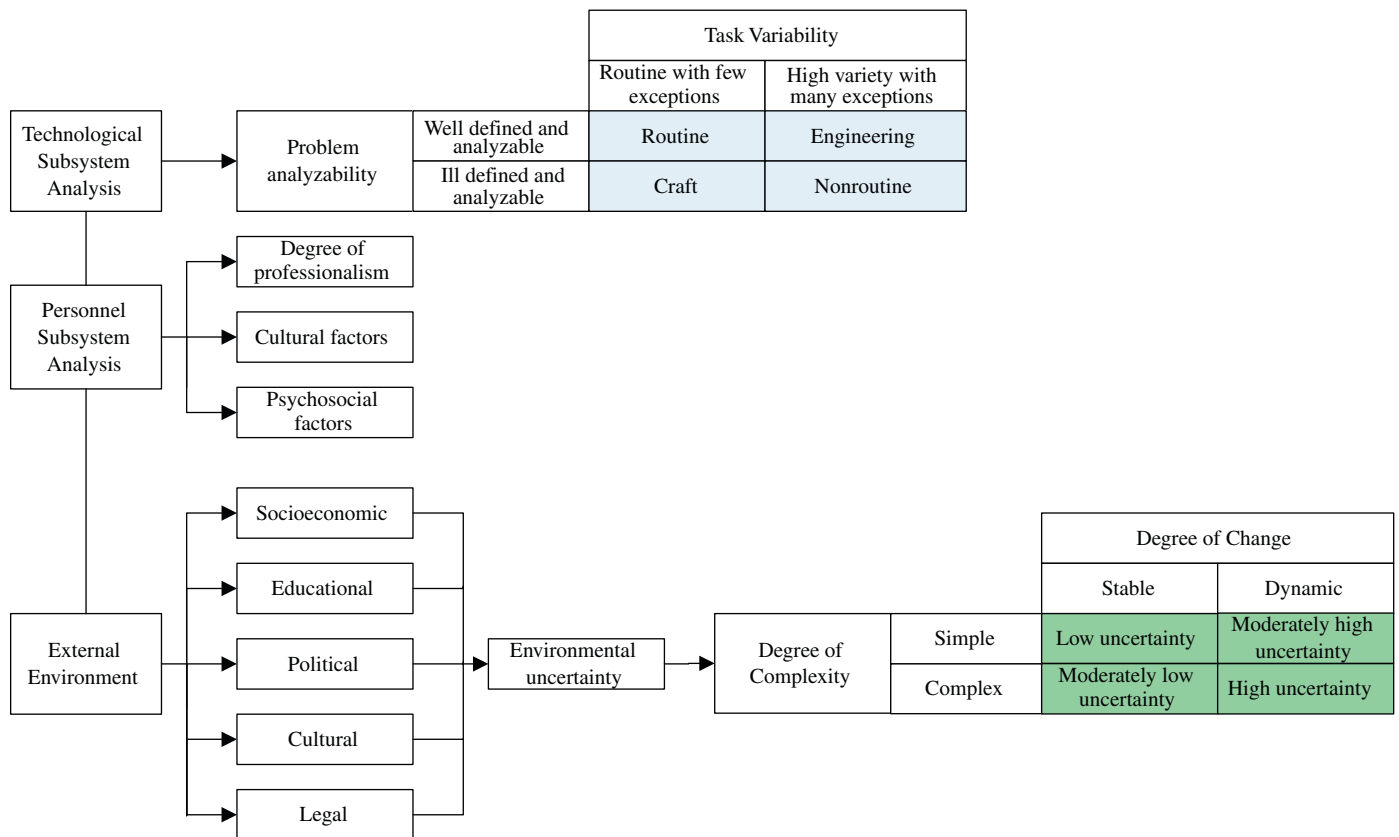 Task Variability
Routine with few
exceptions
High variety with
many exceptions
Technological
Subsystem
Analysis
Problem
analyzability
Well defined and
analyzable
Routine
Engineering
Ill defined and
analyzable
Craft
Nonroutine
Degree of
professionalism
Personnel
Subsystem
Analysis
Cultural factors
Psychosocial
factors
Socioeconomic
Educational
External
Environment
Political
Cultural
Legal
Environmental
uncertainty
Degree of
Complexity
Degree of Change
Stable
Dynamic
Simple
Low uncertainty
Moderately high
uncertainty
Complex
Moderately low
uncertainty
High uncertainty